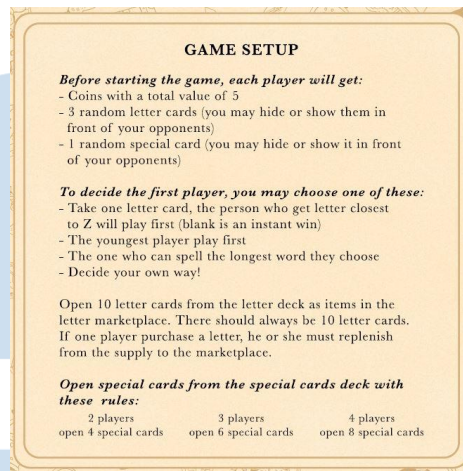 GAME SETUP
Before starting the game, each player will get:
- Coins with a total value of 5
- 3 random letter cards (you may hide or show them in
front of your opponents)
- 1 random special card (you may hide or show it in front
of your opponents)
To decide the first player, you may choose one of these:
- Take one letter card, the person who get letter closest
to Z will play first (blank is an instant win)
- The youngest player play first
- The one who can spell the longest word they choose
- Decide your own way!
Open 10 letter cards from the letter deck as items in the
letter marketplace. There should always be 10 letter cards.
If one player purchase a letter, he or she must replenish
from the supply to the marketplace.
Open special cards from the special cards deck with
these rules:
2 players 3 players 4 players
open 4 special cards open 6 special cards open 8 special cards